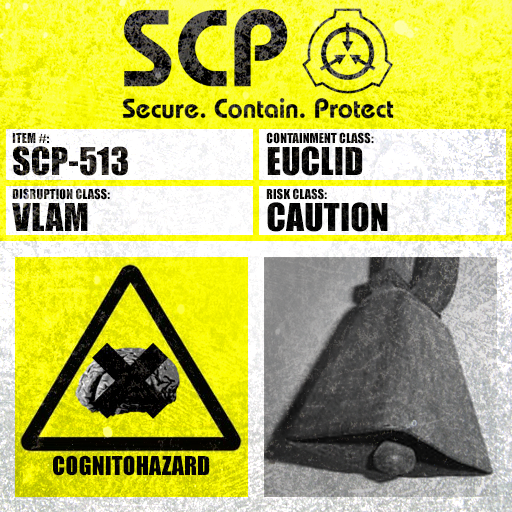 SCP
Secure. Contain. Protect
ITEM #:
SCP-513
CONTAINMENT CLASS:
EUCLID
DISRUPTION CLASS:
VLAM
RISK CLASS:
CAUTION
COGNITOHAZARD